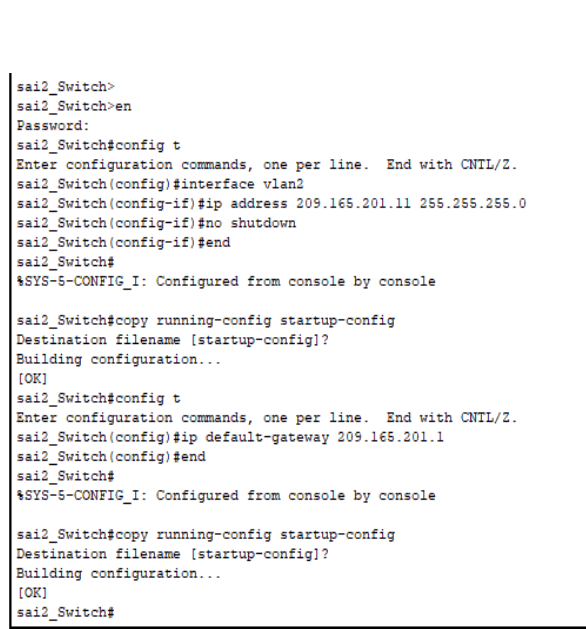 sai2_Switch>
sai2_Switch>en
Password:
sai2_Switch#config t
Enter configuration commands, one per line.  End with CNTL/Z.
sai2_Switch(config)#interface vlan2
sai2_Switch(config-if)#ip address 209.165.201.11 255.255.255.0
sai2_Switch(config-if)#no shutdown
sai2_Switch(config-if)#end
sai2_Switch#
%SYS-5-CONFIG_I: Configured from console by console

sai2_Switch#copy running-config startup-config
Destination filename [startup-config]?
Building configuration...
[OK]
sai2_Switch#config t
Enter configuration commands, one per line.  End with CNTL/Z.
sai2_Switch(config)#ip default-gateway 209.165.201.1
sai2_Switch(config)#end
sai2_Switch#
%SYS-5-CONFIG_I: Configured from console by console

sai2_Switch#copy running-config startup-config
Destination filename [startup-config]?
Building configuration...
[OK]
sai2_Switch#